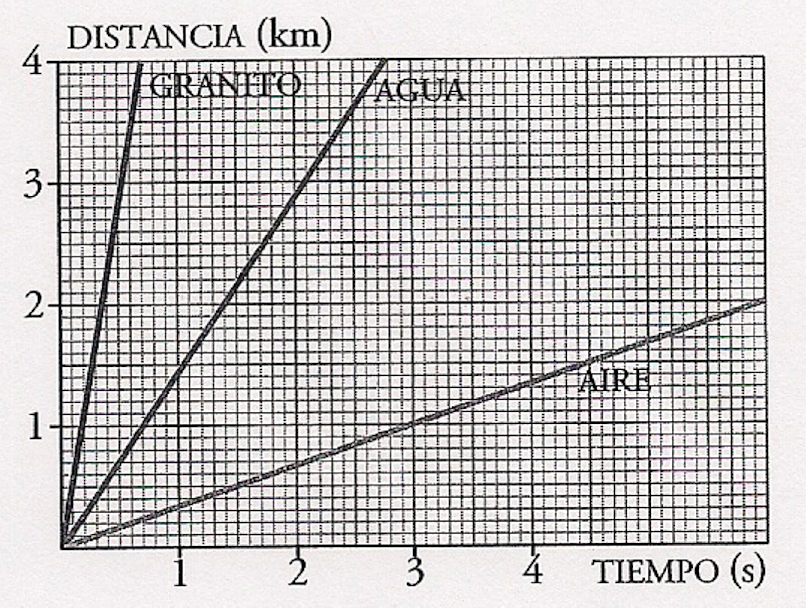 DISTANCIA (km)
4
GRANITO
AGUA
3
2
AIRE
1
1 2 3 4 TIEMPO (s)